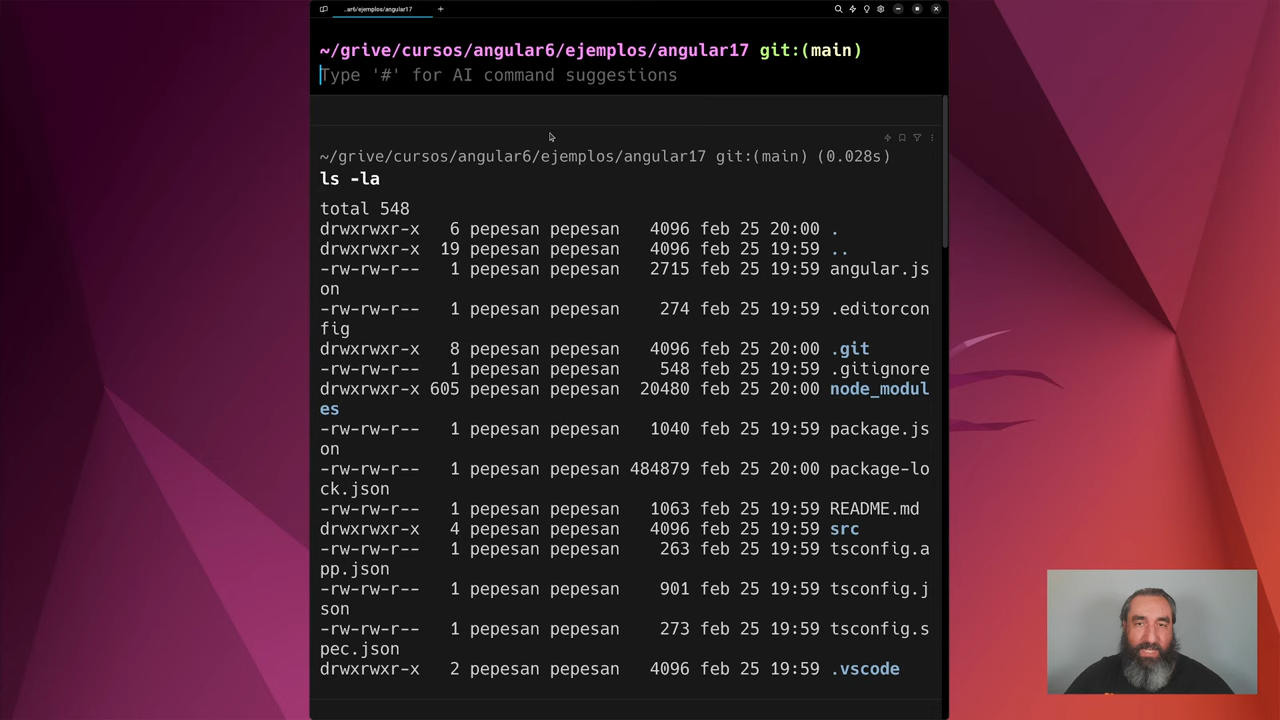 ..ar6/ejemplos/angular17
~/grive/cursos/angular6/ejemplos/angular17 git:(main)
Type '#' for AI command suggestions
~/grive/cursos/angular6/ejemplos/angular17 git:(main) (0.028s)
ls -la
total 548
drwxrwxr-x 6 pepesan pepesan 4096 feb 25 20:00 .
drwxrwxr-x 19 pepesan pepesan 4096 feb 25 19:59 ..
-rw-rw-r-- 1 pepesan pepesan 2715 feb 25 19:59 angular.js
on
-rw-rw-r-- 1 pepesan pepesan 274 feb 25 19:59 .editorcon
fig
drwxrwxr-x 8 pepesan pepesan 4096 feb 25 20:00 .git
-rw-rw-r-- 1 pepesan pepesan 548 feb 25 19:59 .gitignore
drwxrwxr-x 605 pepesan pepesan 20480 feb 25 20:00 node_modul
es
-rw-rw-r-- 1 pepesan pepesan 1040 feb 25 19:59 package.js
on
-rw-rw-r-- 1 pepesan pepesan 484879 feb 25 20:00 package-lo
ck.json
-rw-rw-r-- 1 pepesan pepesan 1063 feb 25 19:59 README.md
drwxrwxr-x 4 pepesan pepesan 4096 feb 25 19:59 src
-rw-rw-r-- 1 pepesan pepesan 263 feb 25 19:59 tsconfig.a
pp.json
-rw-rw-r-- 1 pepesan pepesan 901 feb 25 19:59 tsconfig.j
son
-rw-rw-r-- 1 pepesan pepesan 273 feb 25 19:59 tsconfig.s
pec.json
drwxrwxr-x 2 pepesan pepesan 4096 feb 25 19:59 .vscode